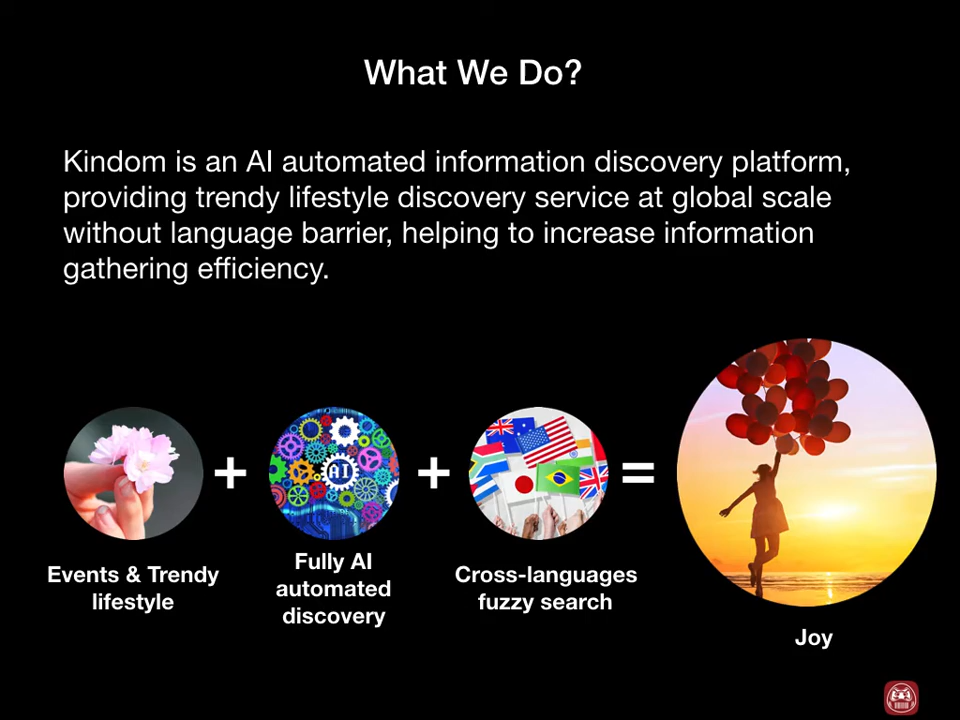 What We Do?
Kindom is an AI automated information discovery platform,
providing trendy lifestyle discovery service at global scale
without language barrier, helping to increase information
gathering efficiency.
+
AI
+
=
Events & Trendy
lifestyle
Fully AI
automated
discovery
Cross-languages
fuzzy search
Joy